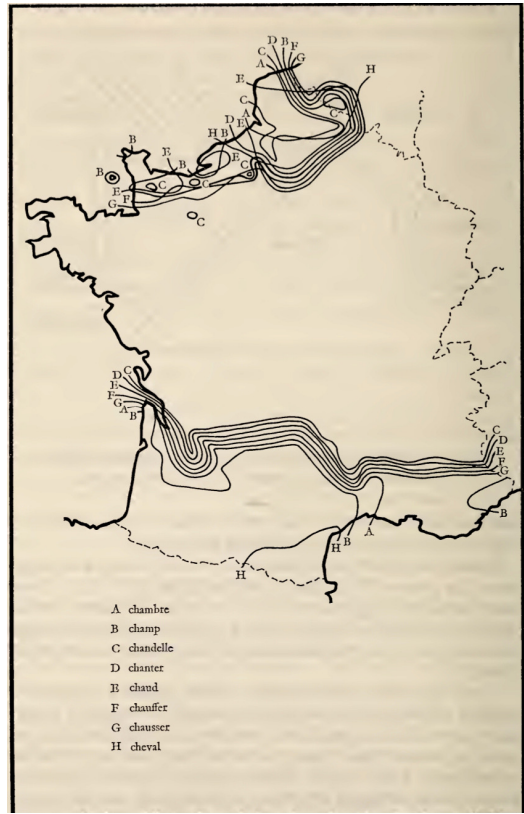 D B F
C G
A
E H
C C
A
D E
H B
B E B E C
B
E F C C
G
C
D C
E
F
G
A B
C
D
E
F
G
B
H B A
H
A chambre
B champ
C chandelle
D chanter
E chaud
F chauffer
G chausser
H cheval